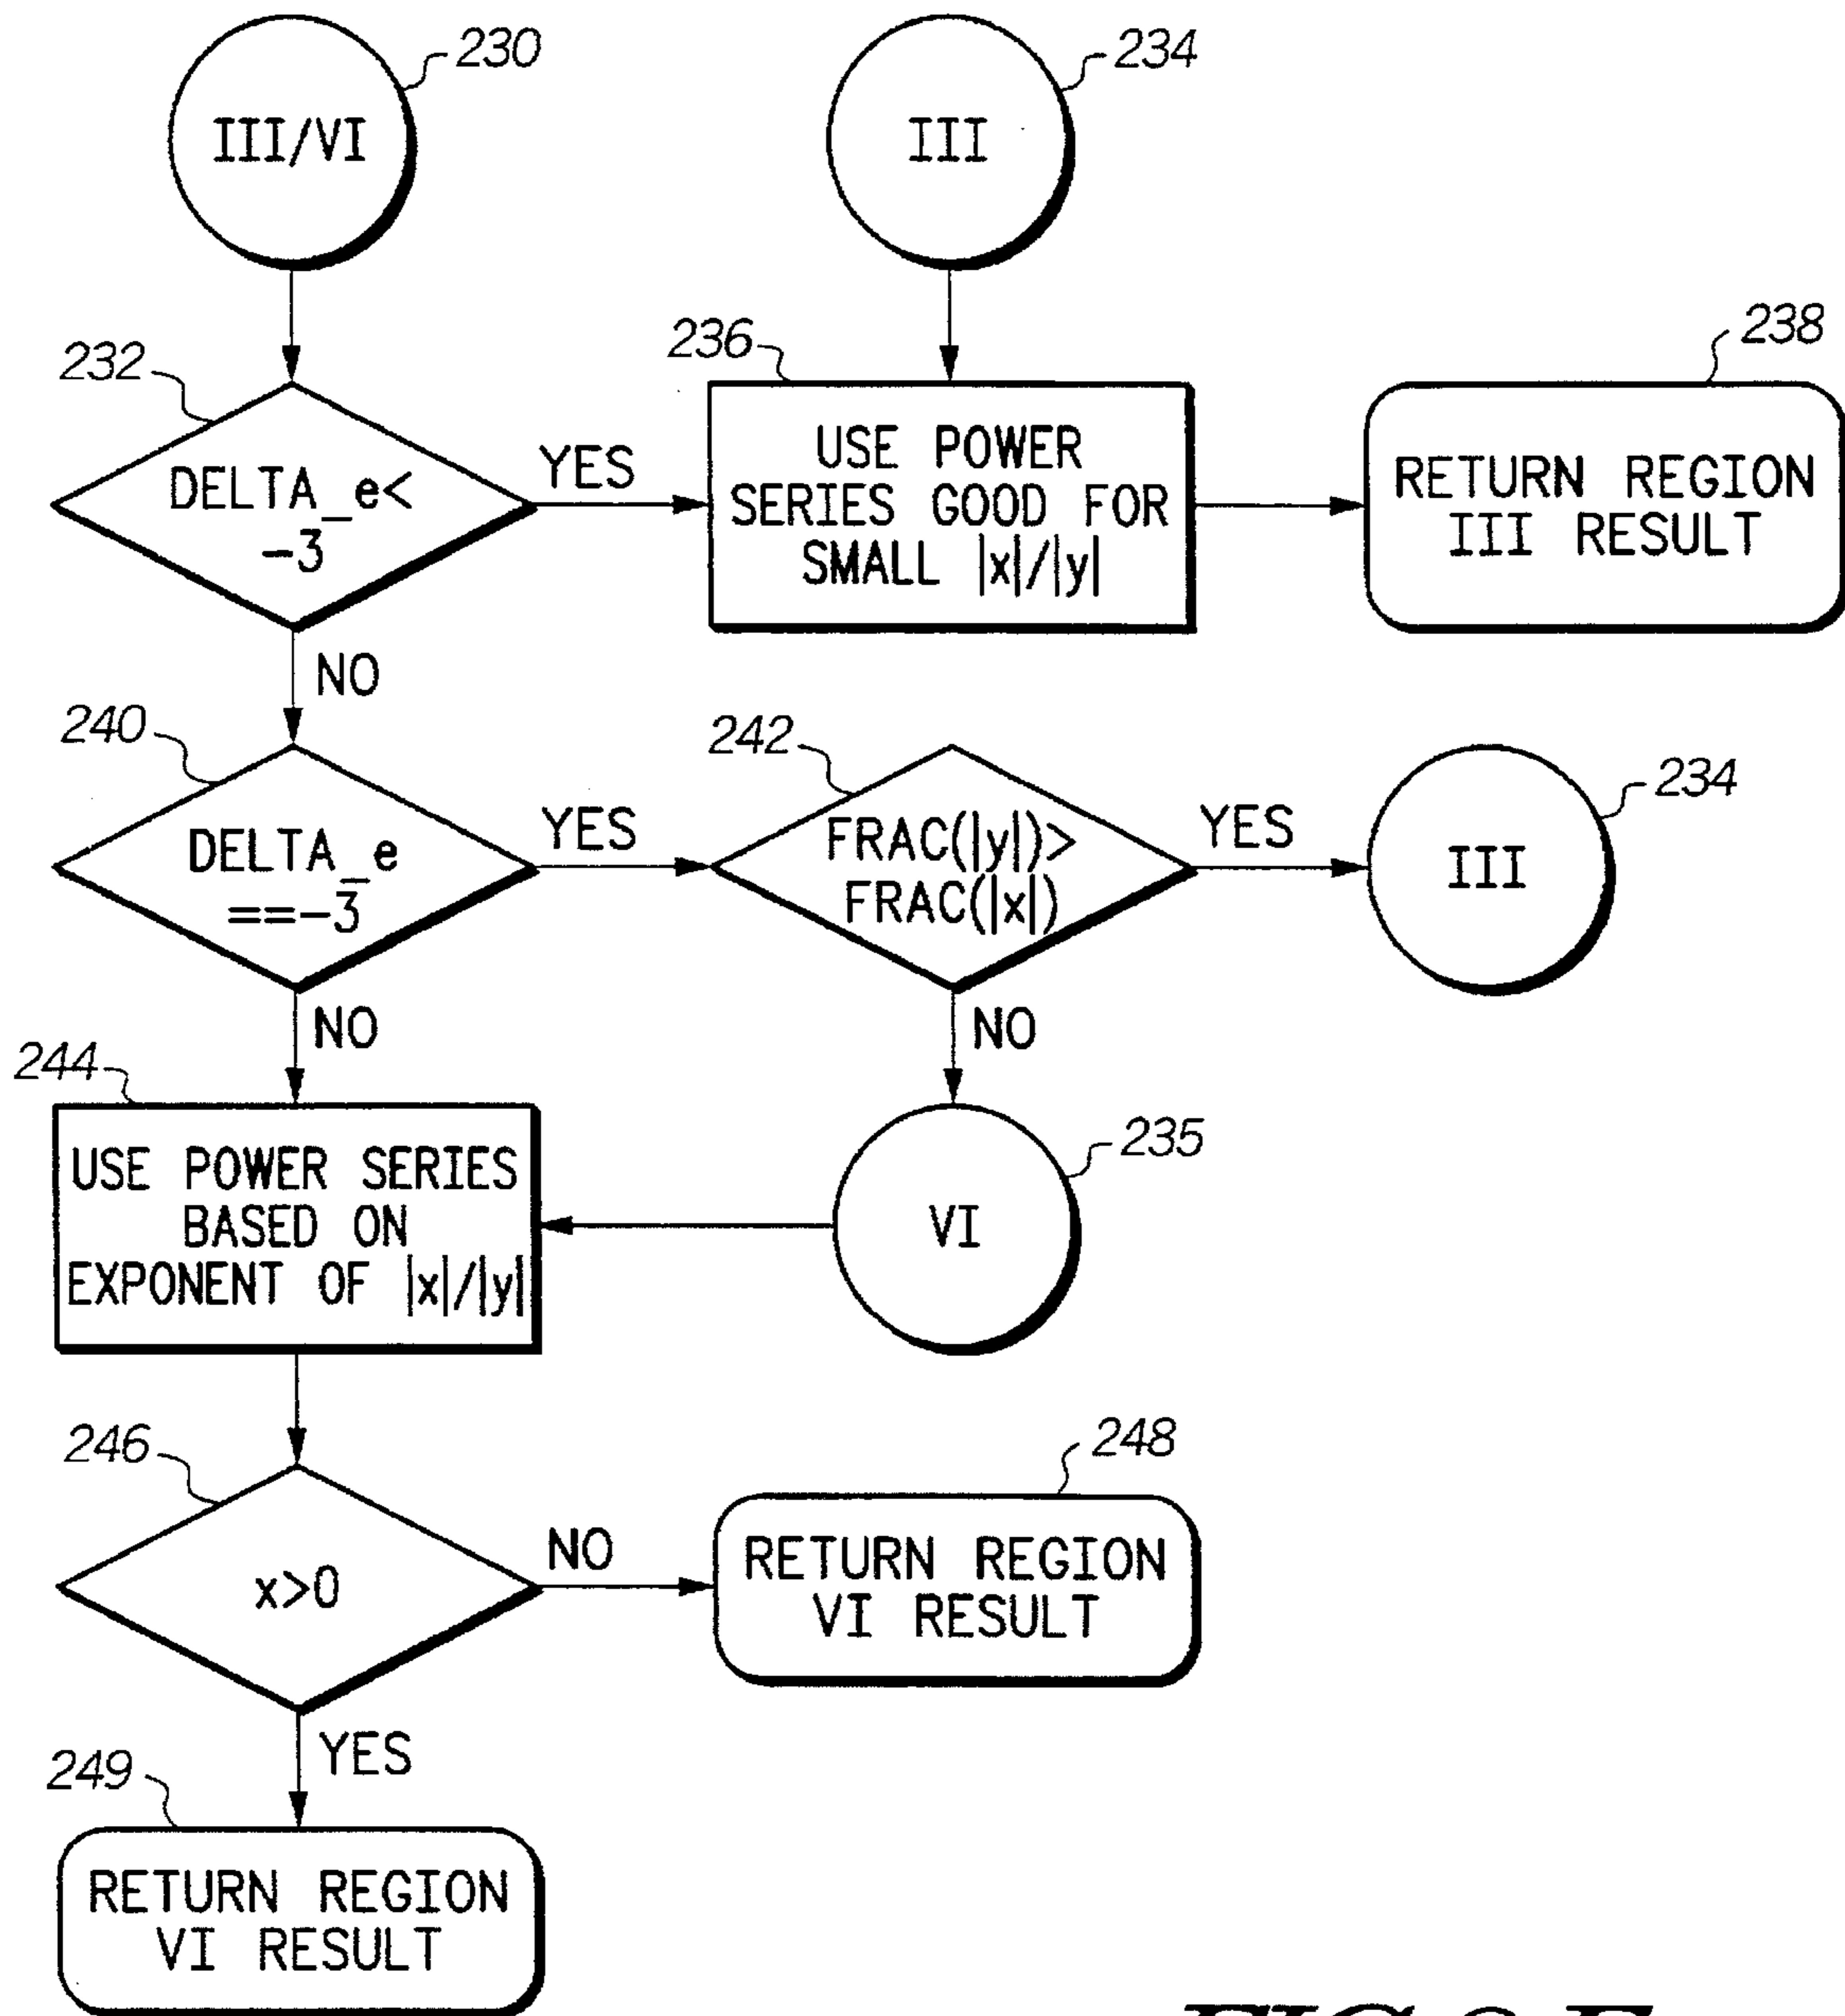 230
III/VI
234
III
232
DELTA_e<
-3
YES
236
USE POWER
SERIES GOOD FOR
SMALL |x|/|y|
238
RETURN REGION
III RESULT
NO
240
DELTA_e
==-3
YES
242
FRAC(|y|)>
FRAC(|x|)
YES
234
III
NO
NO
244
USE POWER SERIES
BASED ON
EXPONENT OF |x|/|y|
235
VI
246
x>0
NO
248
RETURN REGION
VI RESULT
YES
249
RETURN REGION
VI RESULT